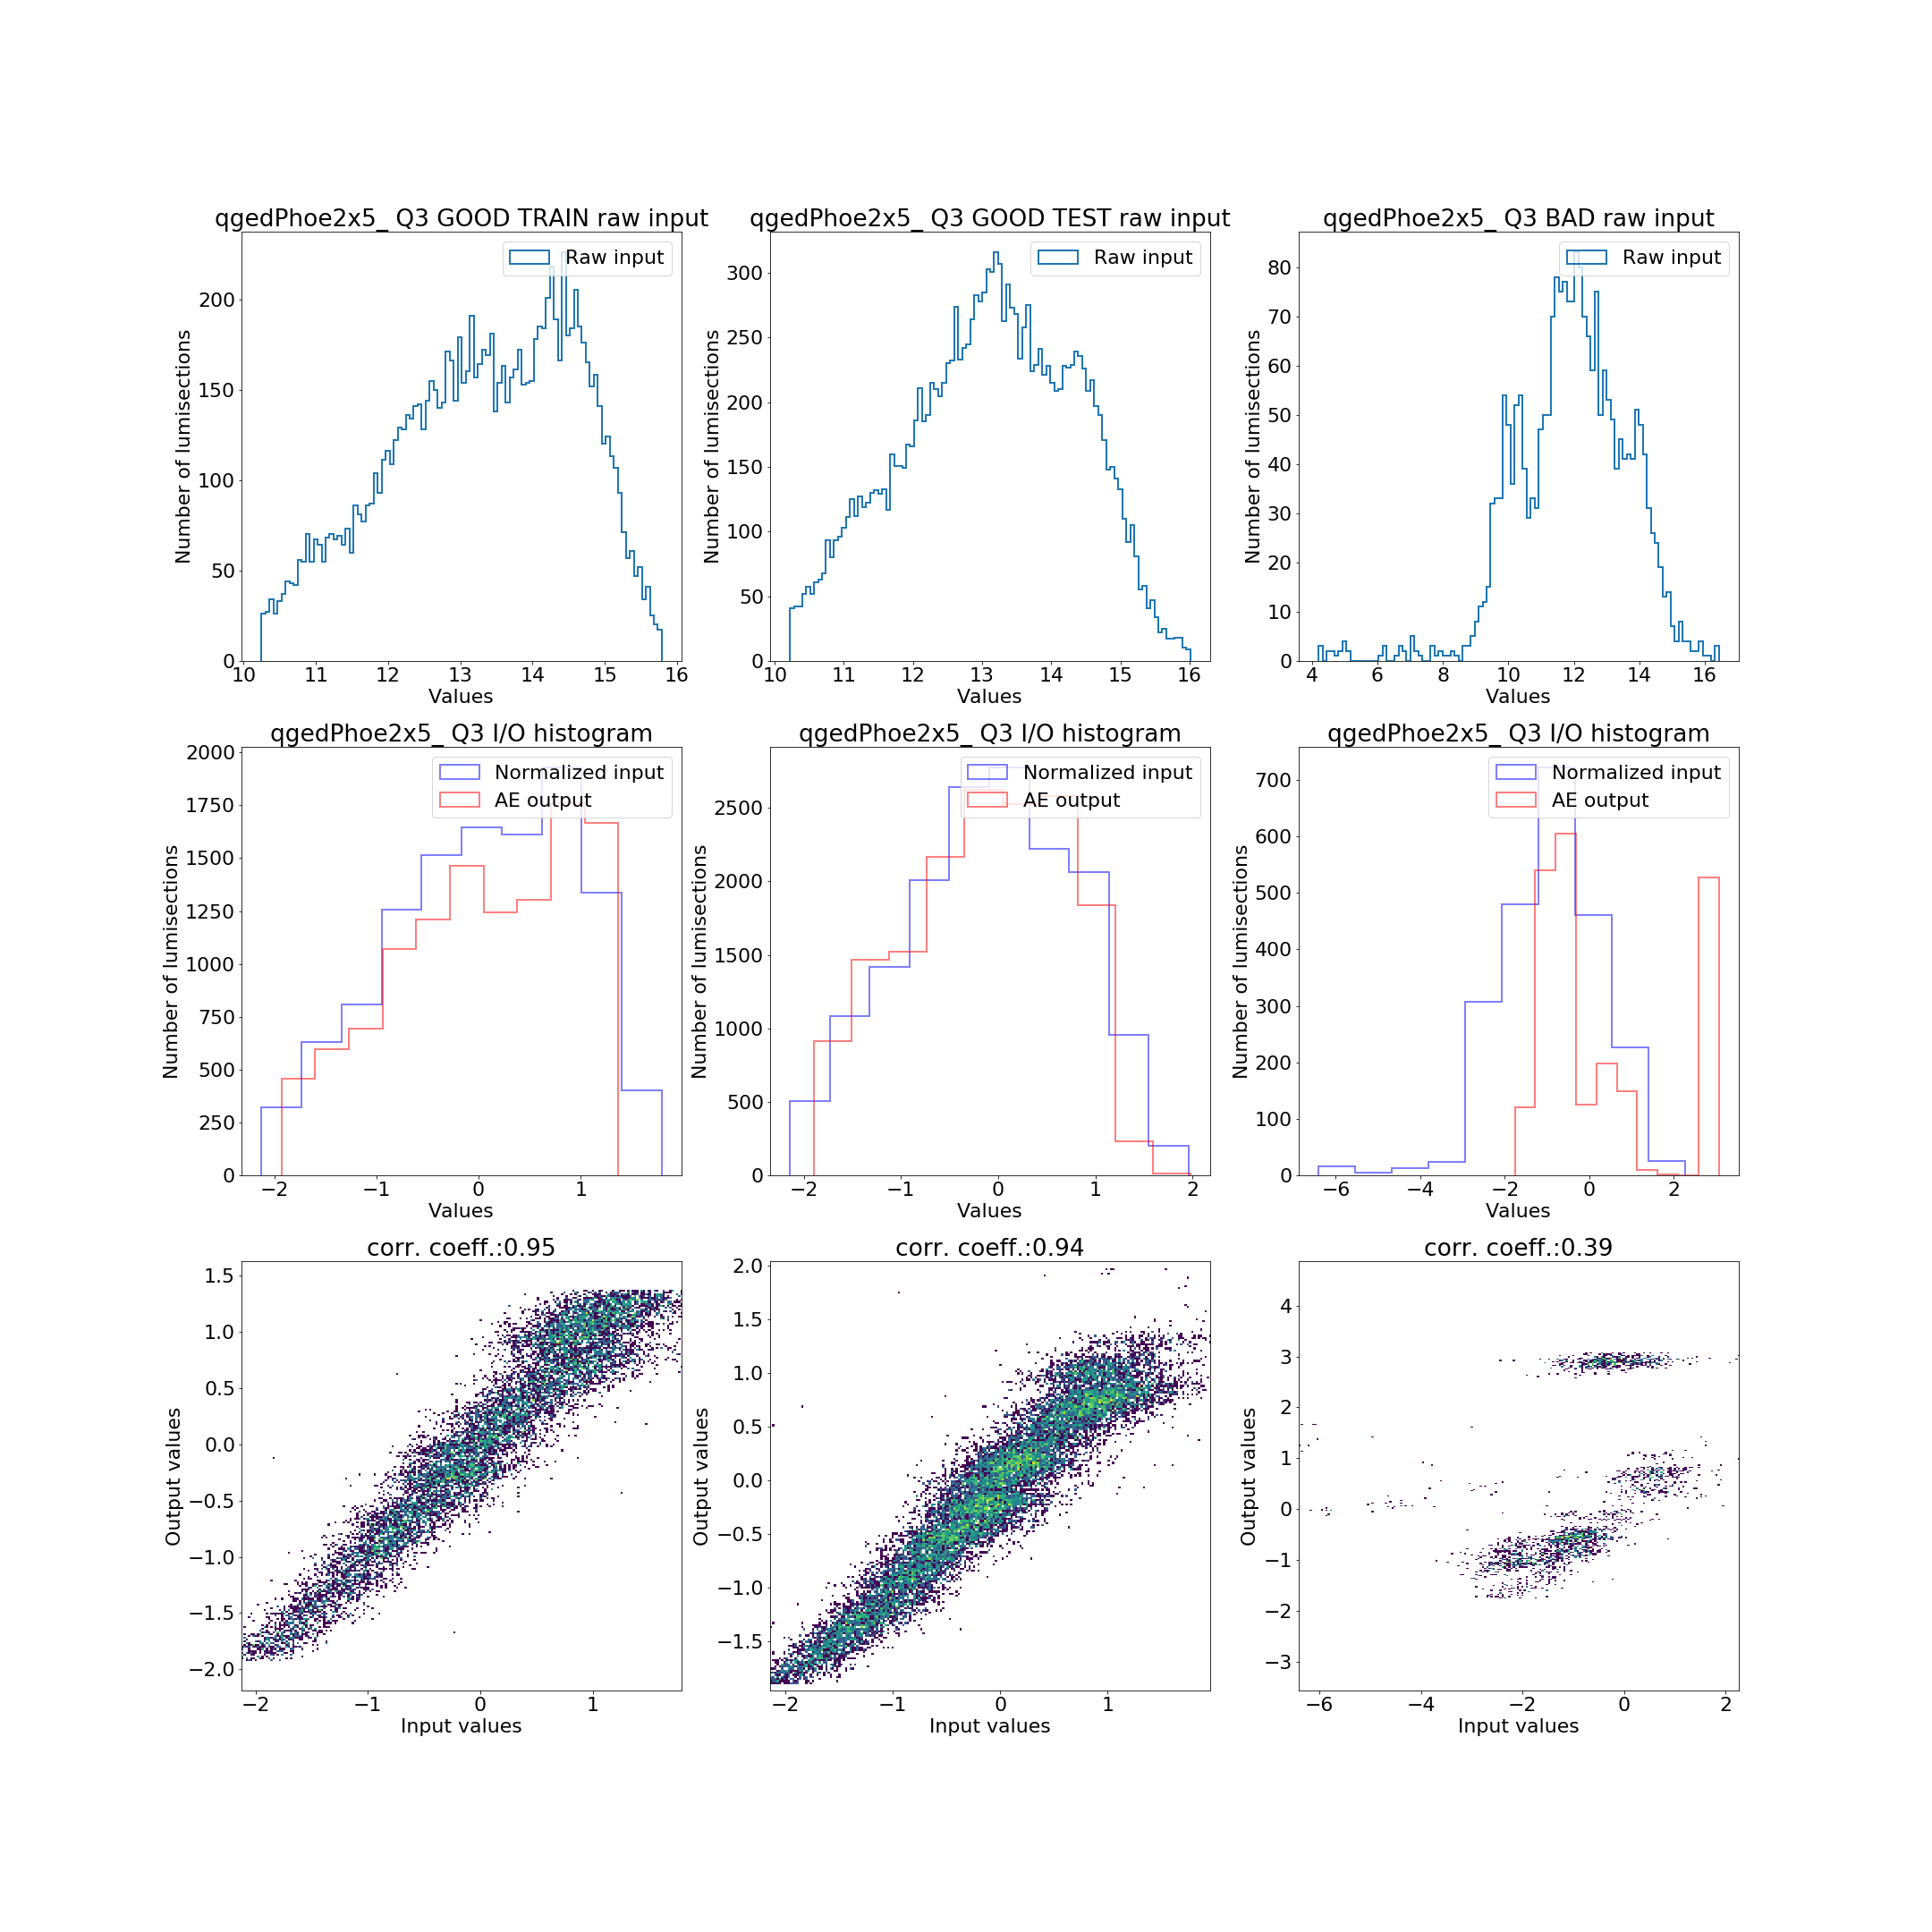 qgedPhoe2x5_ Q3 GOOD TRAIN raw input
Raw input
Number of lumisections
0
50
100
150
200
10 11 12 13 14 15 16
Values
qgedPhoe2x5_ Q3 GOOD TEST raw input
Raw input
Number of lumisections
0
50
100
150
200
250
300
10 11 12 13 14 15 16
Values
qgedPhoe2x5_ Q3 BAD raw input
Raw input
Number of lumisections
0
10
20
30
40
50
60
70
80
4 6 8 10 12 14 16
Values
qgedPhoe2x5_ Q3 I/O histogram
Normalized input
AE output
Number of lumisections
0
250
500
750
1000
1250
1500
1750
2000
−2 −1 0 1
Values
qgedPhoe2x5_ Q3 I/O histogram
Normalized input
AE output
Number of lumisections
0
500
1000
1500
2000
2500
−2 −1 0 1 2
Values
qgedPhoe2x5_ Q3 I/O histogram
Normalized input
AE output
Number of lumisections
0
100
200
300
400
500
600
700
−6 −4 −2 0 2
Values
corr. coeff.:0.95
Output values
1.5
1.0
0.5
0.0
−0.5
−1.0
−1.5
−2.0
−2 −1 0 1
Input values
corr. coeff.:0.94
Output values
2.0
1.5
1.0
0.5
0.0
−0.5
−1.0
−1.5
−2 −1 0 1
Input values
corr. coeff.:0.39
Output values
4
3
2
1
0
−1
−2
−3
−6 −4 −2 0 2
Input values